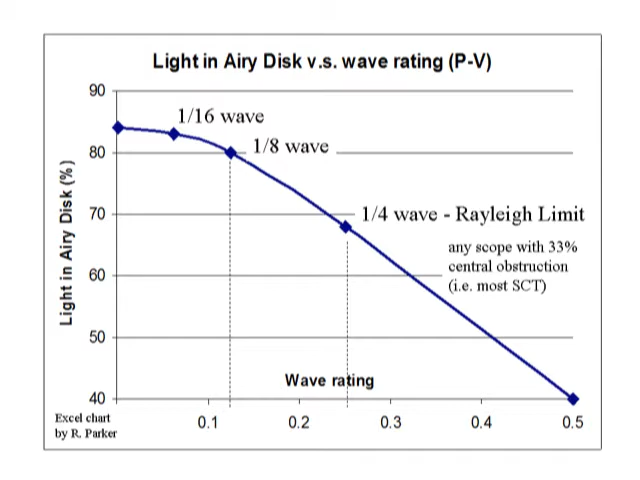 Light in Airy Disk v.s. wave rating (P-V)
90
1/16 wave
1/8 wave
80
70
1/4 wave - Rayleigh Limit
any scope with 33%
central obstruction
(i.e. most SCT)
60
50
40
Light in Airy Disk (%)
Wave rating
0.1 0.2 0.3 0.4 0.5
Excel chart
by R. Parker